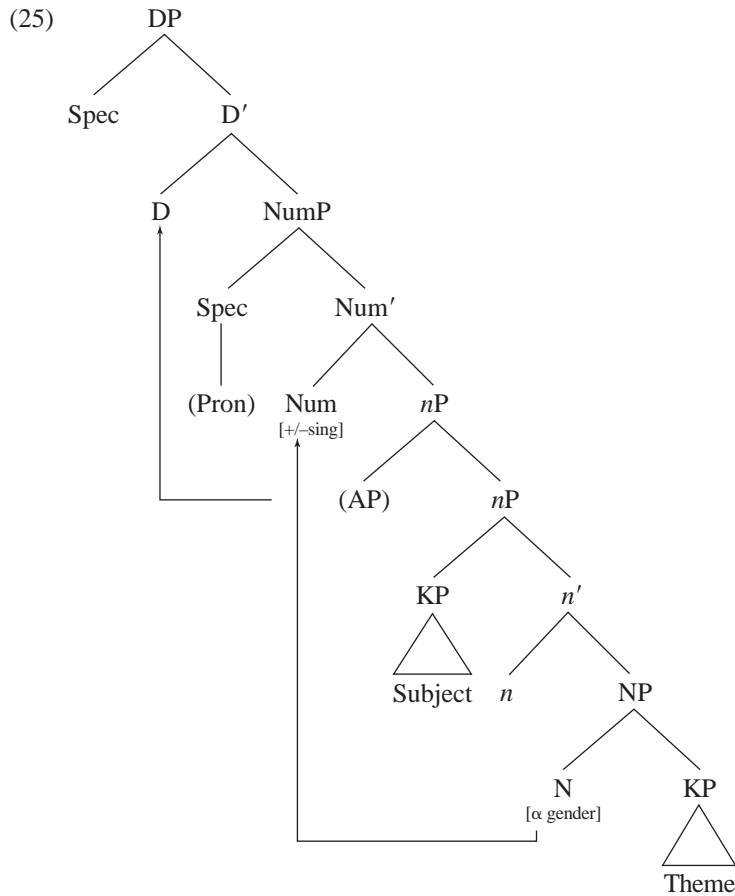 (25) DP
Spec D′
D NumP
Spec Num′
(Pron) Num nP
[+/–sing]
(AP) nP
KP n′
Subject n NP
N KP
[α gender]
Theme